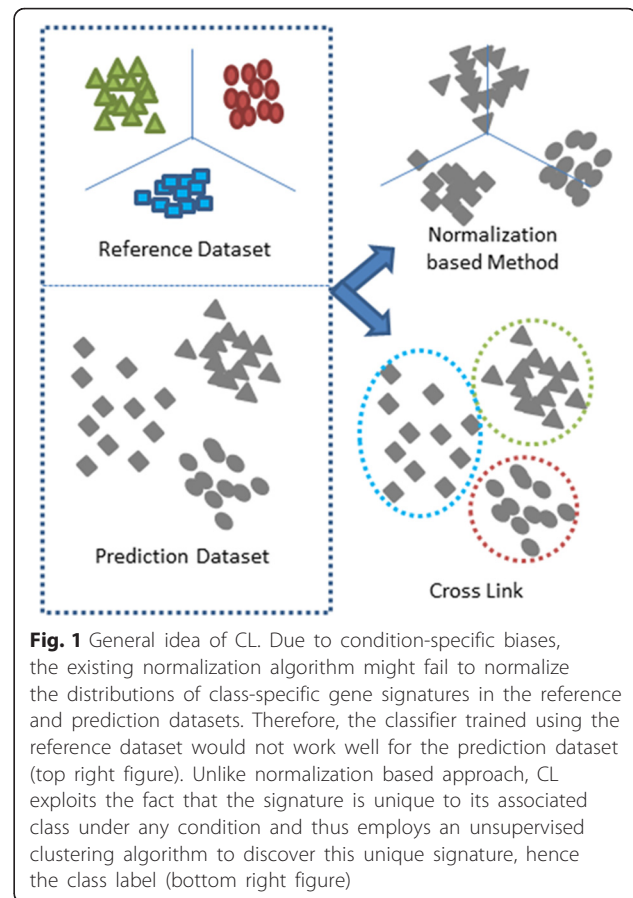 Reference Dataset
Normalization
based Method
Prediction Dataset
Cross Link
Fig. 1 General idea of CL. Due to condition-specific biases,
the existing normalization algorithm might fail to normalize
the distributions of class-specific gene signatures in the reference
and prediction datasets. Therefore, the classifier trained using the
reference dataset would not work well for the prediction dataset
(top right figure). Unlike normalization based approach, CL
exploits the fact that the signature is unique to its associated
class under any condition and thus employs an unsupervised
clustering algorithm to discover this unique signature, hence
the class label (bottom right figure)